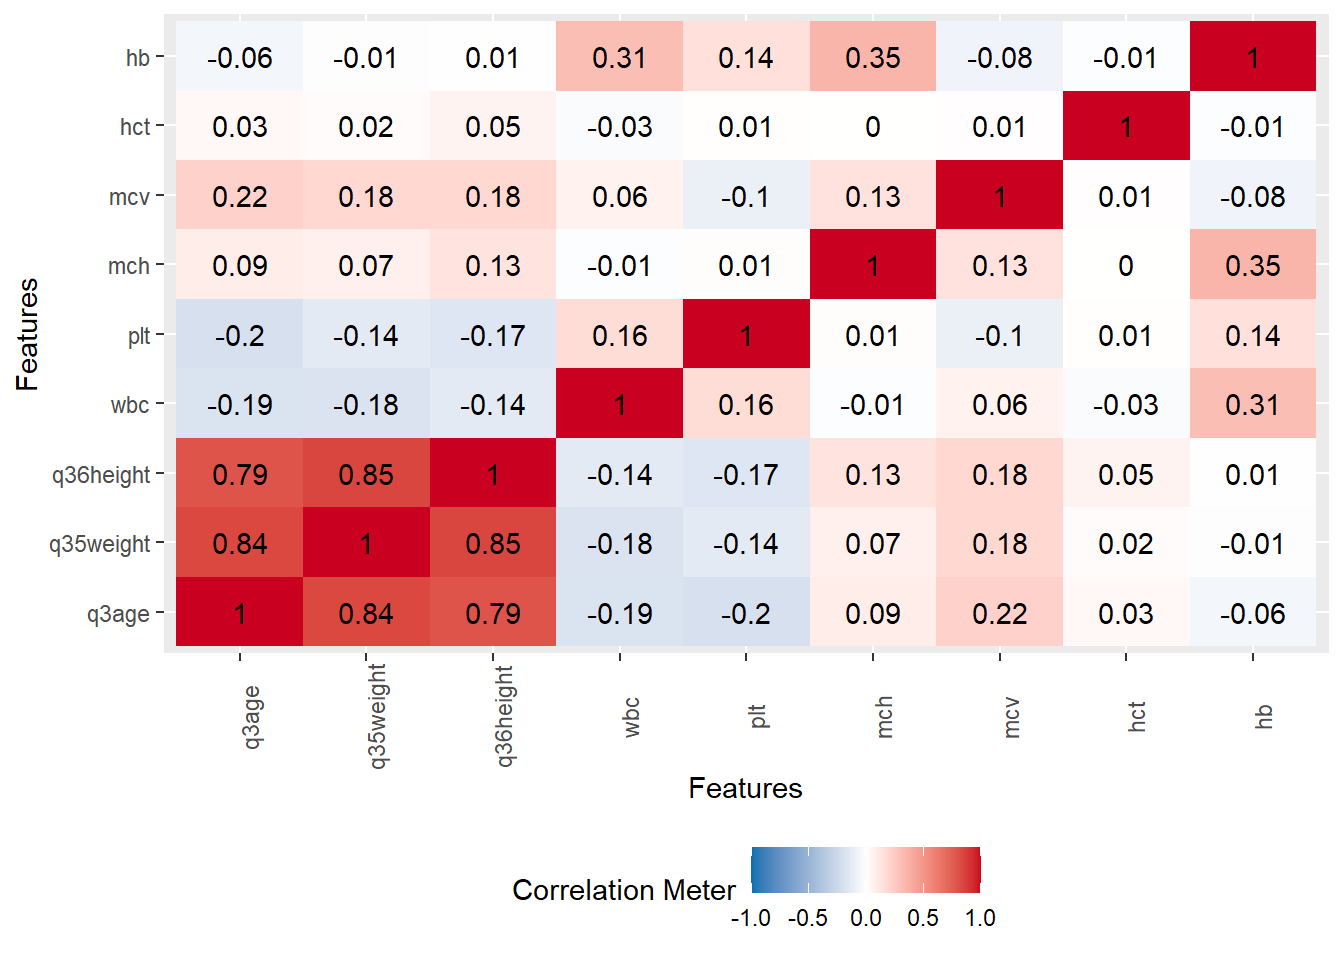 hb -0.06 -0.01 0.01 0.31 0.14 0.35 -0.08 -0.01 1
hct 0.03 0.02 0.05 -0.03 0.01 0 0.01 1 -0.01
mcv 0.22 0.18 0.18 0.06 -0.1 0.13 1 0.01 -0.08
mch 0.09 0.07 0.13 -0.01 0.01 1 0.13 0 0.35
plt -0.2 -0.14 -0.17 0.16 1 0.01 -0.1 0.01 0.14
wbc -0.19 -0.18 -0.14 1 0.16 -0.01 0.06 -0.03 0.31
q36height 0.79 0.85 1 -0.14 -0.17 0.13 0.18 0.05 0.01
q35weight 0.84 1 0.85 -0.18 -0.14 0.07 0.18 0.02 -0.01
q3age 1 0.84 0.79 -0.19 -0.2 0.09 0.22 0.03 -0.06
Features
q3age q35weight q36height wbc plt mch mcv hct hb
Features
Correlation Meter
-1.0 -0.5 0.0 0.5 1.0